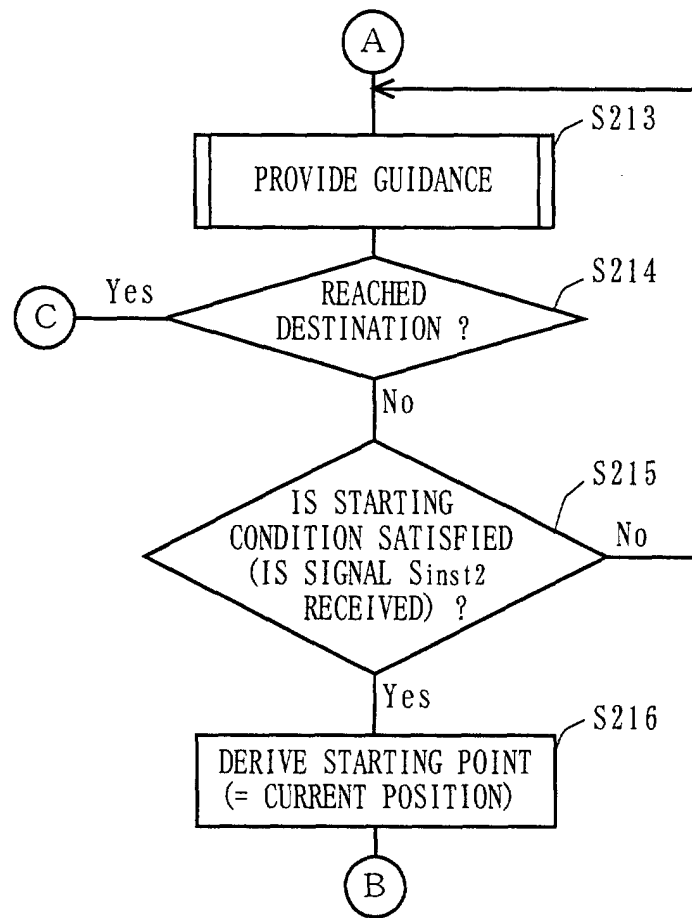 A
S213
PROVIDE GUIDANCE
S214
Yes
REACHED
DESTINATION ?
C
No
S215
IS STARTING
CONDITION SATISFIED
(IS SIGNAL Sinst2
RECEIVED) ?
No
Yes
S216
DERIVE STARTING POINT
(= CURRENT POSITION)
B